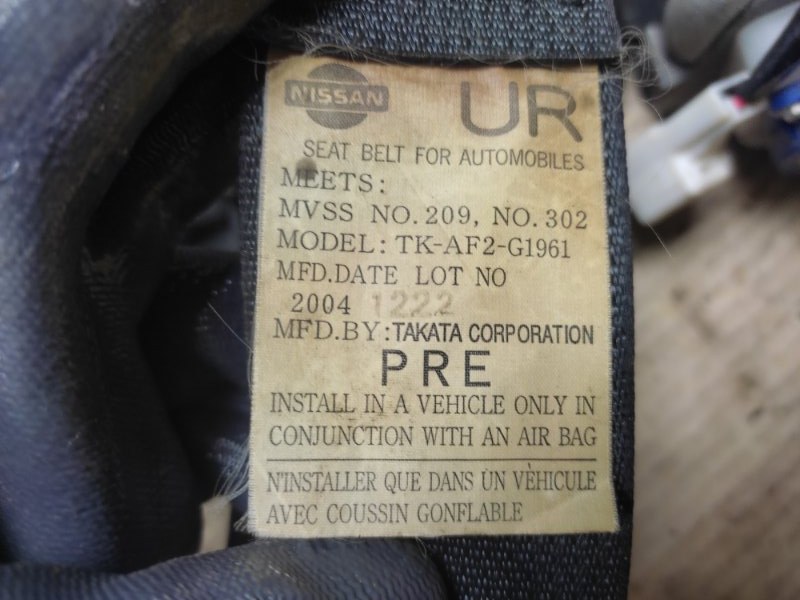 NISSAN UR
SEAT BELT FOR AUTOMOBILES
MEETS:
MVSS NO.209, NO.302
MODEL: TK-AF2-G1961
MFD.DATE LOT NO
2004 1222
MFD.BY: TAKATA CORPORATION
PRE
INSTALL IN A VEHICLE ONLY IN
CONJUNCTION WITH AN AIR BAG
N'INSTALLER QUE DANS UN VÈHICULE
AVEC COUSSIN GONFLABLE